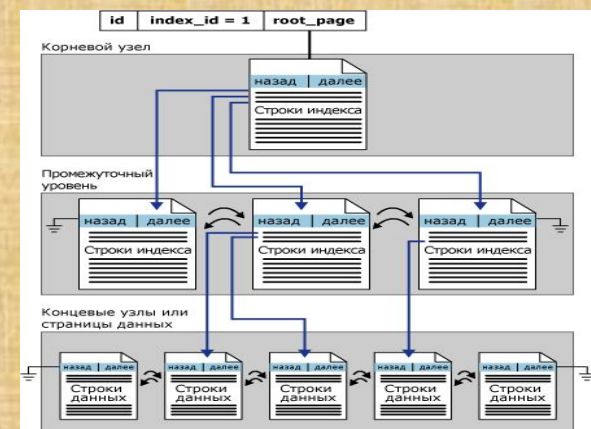 id index_id = 1 root_page
Корневой узел
назад далее
Строки индекса
Промежуточный
уровень
назад далее назад далее назад далее
Строки индекса Строки индекса Строки индекса
Концевые узлы или
страницы данных
назад далее назад далее назад далее назад далее назад далее
Строки Строки Строки Строки Строки
данных данных данных данных данных